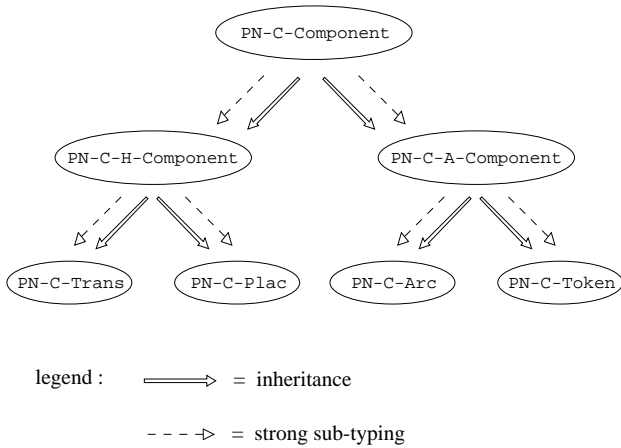 PN-C-Component
PN-C-H-Component
PN-C-A-Component
PN-C-Trans
PN-C-Plac
PN-C-Arc
PN-C-Token
legend :
= inheritance
= strong sub-typing